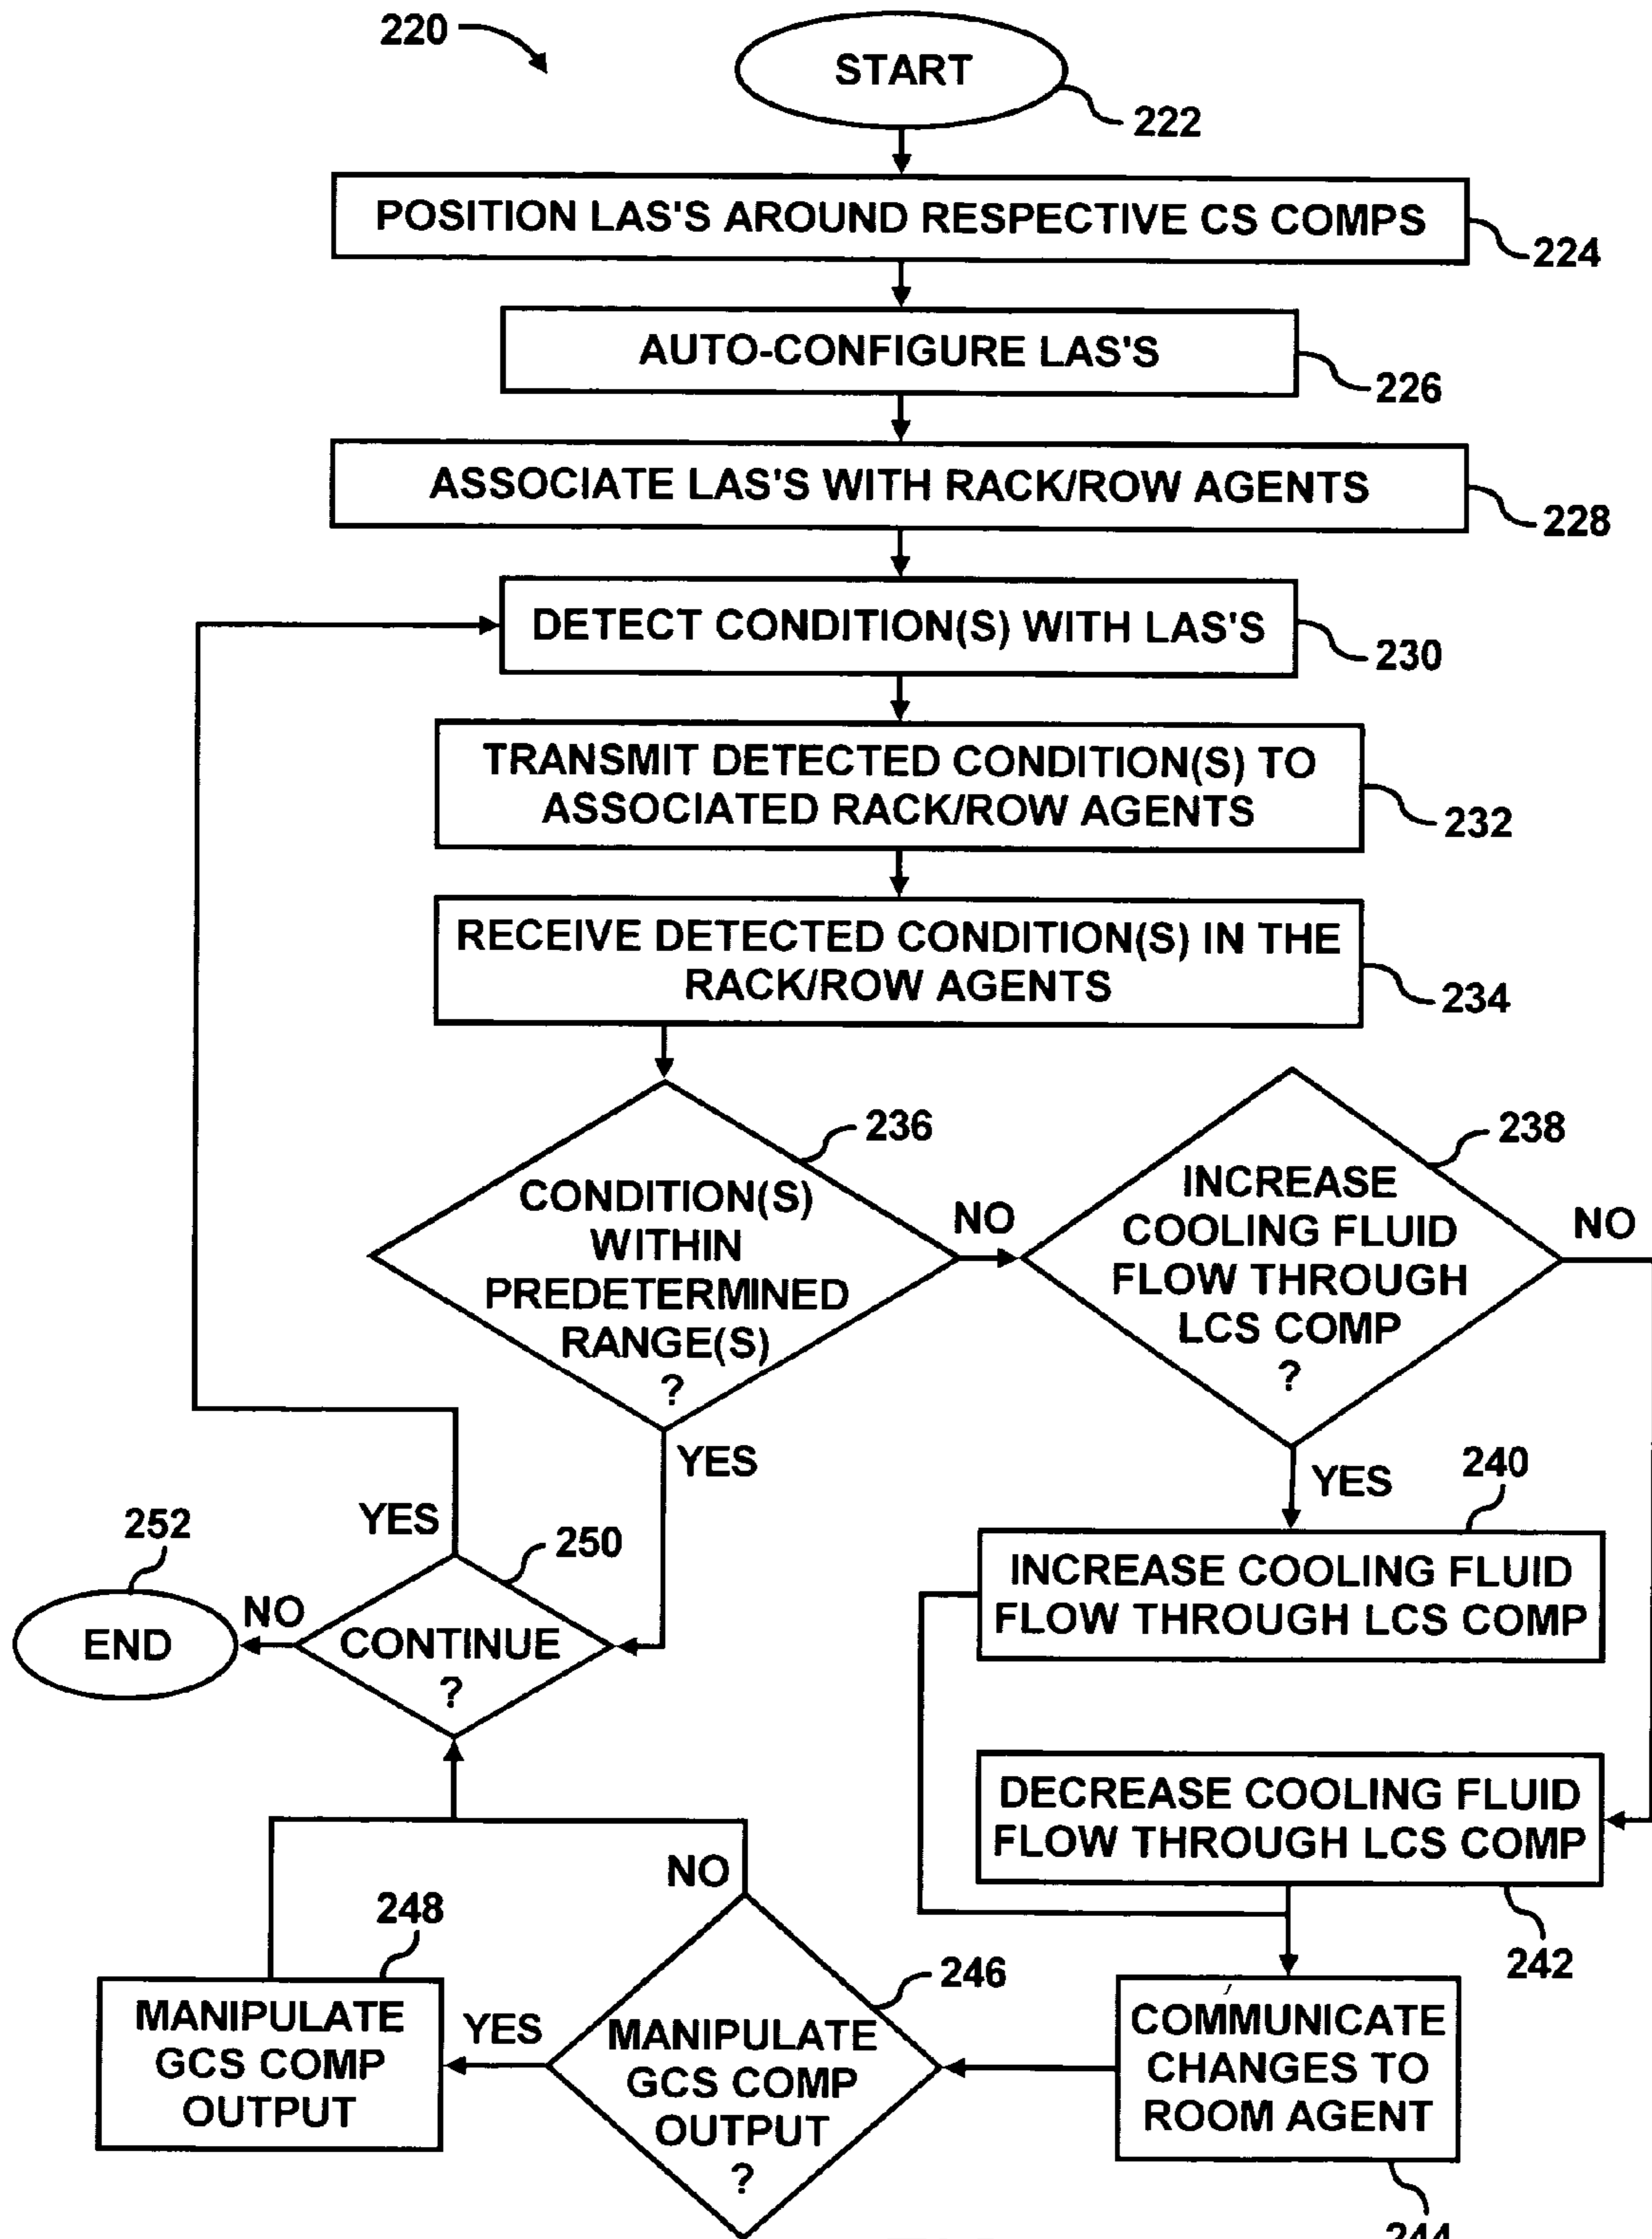 220
START
222
POSITION LAS'S AROUND RESPECTIVE CS COMPS
224
AUTO-CONFIGURE LAS'S
226
ASSOCIATE LAS'S WITH RACK/ROW AGENTS
228
DETECT CONDITION(S) WITH LAS'S
230
TRANSMIT DETECTED CONDITION(S) TO
ASSOCIATED RACK/ROW AGENTS
232
RECEIVE DETECTED CONDITION(S) IN THE
RACK/ROW AGENTS
234
236
CONDITION(S)
WITHIN
PREDETERMINED
RANGE(S)
?
NO
YES
238
INCREASE
COOLING FLUID
FLOW THROUGH
LCS COMP
?
NO
YES
240
INCREASE COOLING FLUID
FLOW THROUGH LCS COMP
YES
250
252
END
NO
CONTINUE
?
DECREASE COOLING FLUID
FLOW THROUGH LCS COMP
242
NO
248
MANIPULATE
GCS COMP
OUTPUT
YES
246
MANIPULATE
GCS COMP
OUTPUT
?
COMMUNICATE
CHANGES TO
ROOM AGENT
244